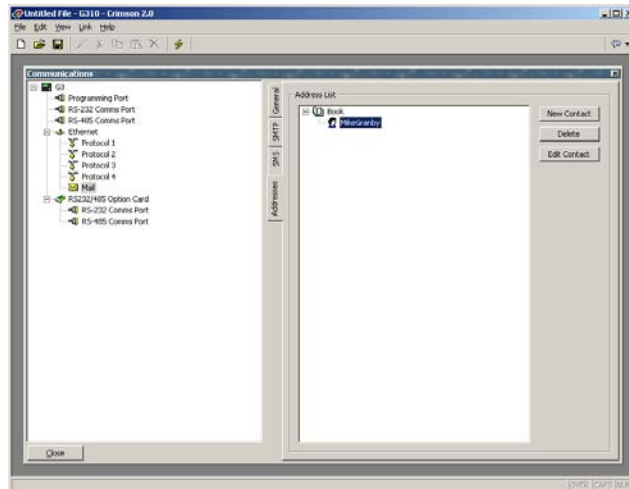 Untitled File - G310 - Crimson 2.0
File Edit View Link Help
Communications
G3
Programming Port
RS-232 Comms Port
RS-485 Comms Port
Ethernet
Protocol 1
Protocol 2
Protocol 3
Protocol 4
Mail
RS232/485 Option Card
RS-232 Comms Port
RS-485 Comms Port
General
SMTP
SMS
Addresses
Address List
Book
MikeGranby
New Contact
Delete
Edit Contact
Close
OVER CAPS NUM